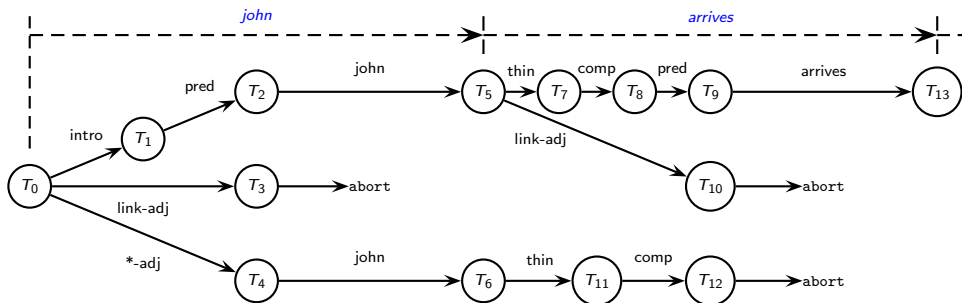 john arrives
john thin comp pred arrives
pred
T2 T5 T7 T8 T9 T13
intro
T1
link-adj
T0 T3 abort T10 abort
link-adj
*-adj
john thin comp
T4 T6 T11 T12 abort